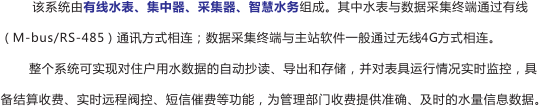 该系统由有线水表、集中器、采集器、智慧水务组成。其中水表与数据采集终端通过有线
（M-bus/RS-485）通讯方式相连；数据采集终端与主站软件一般通过无线4G方式相连。
整个系统可实现对住户用水数据的自动抄读、导出和存储，并对表具运行情况实时监控，具
备结算收费、实时远程阀控、短信催费等功能，为管理部门收费提供准确、及时的水量信息数据。